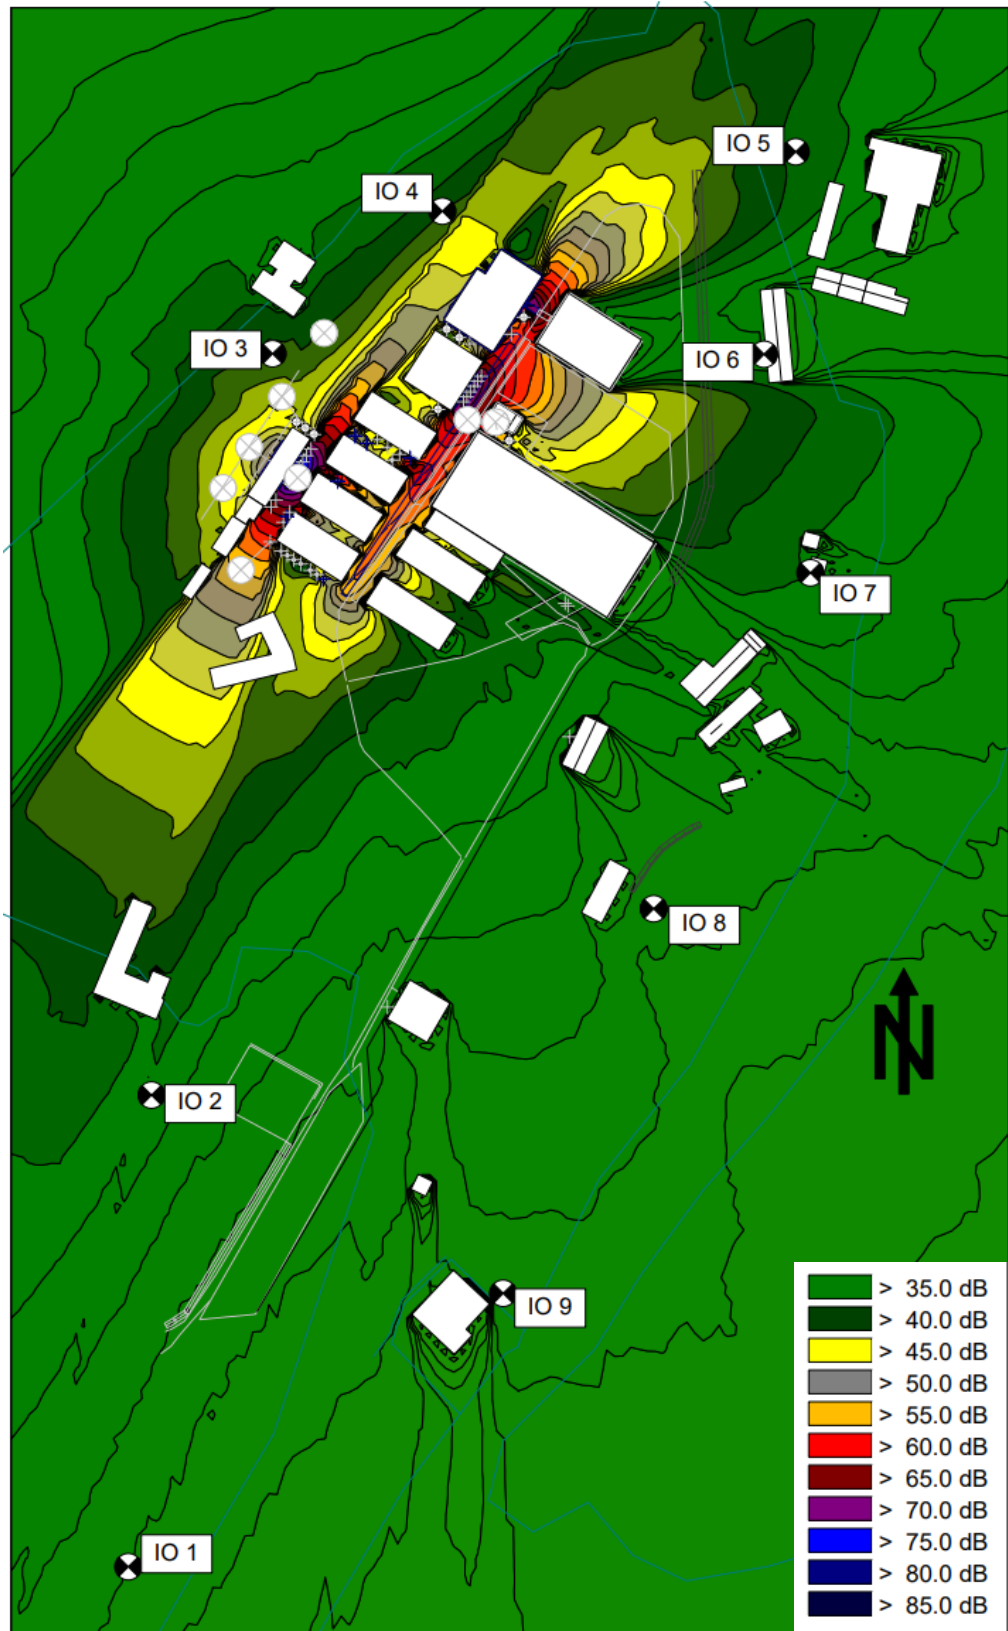 IO 5
IO 4
IO 3
IO 6
IO 7
IO 8
N
IO 2
IO 9
IO 1
> 35.0 dB
> 40.0 dB
> 45.0 dB
> 50.0 dB
> 55.0 dB
> 60.0 dB
> 65.0 dB
> 70.0 dB
> 75.0 dB
> 80.0 dB
> 85.0 dB